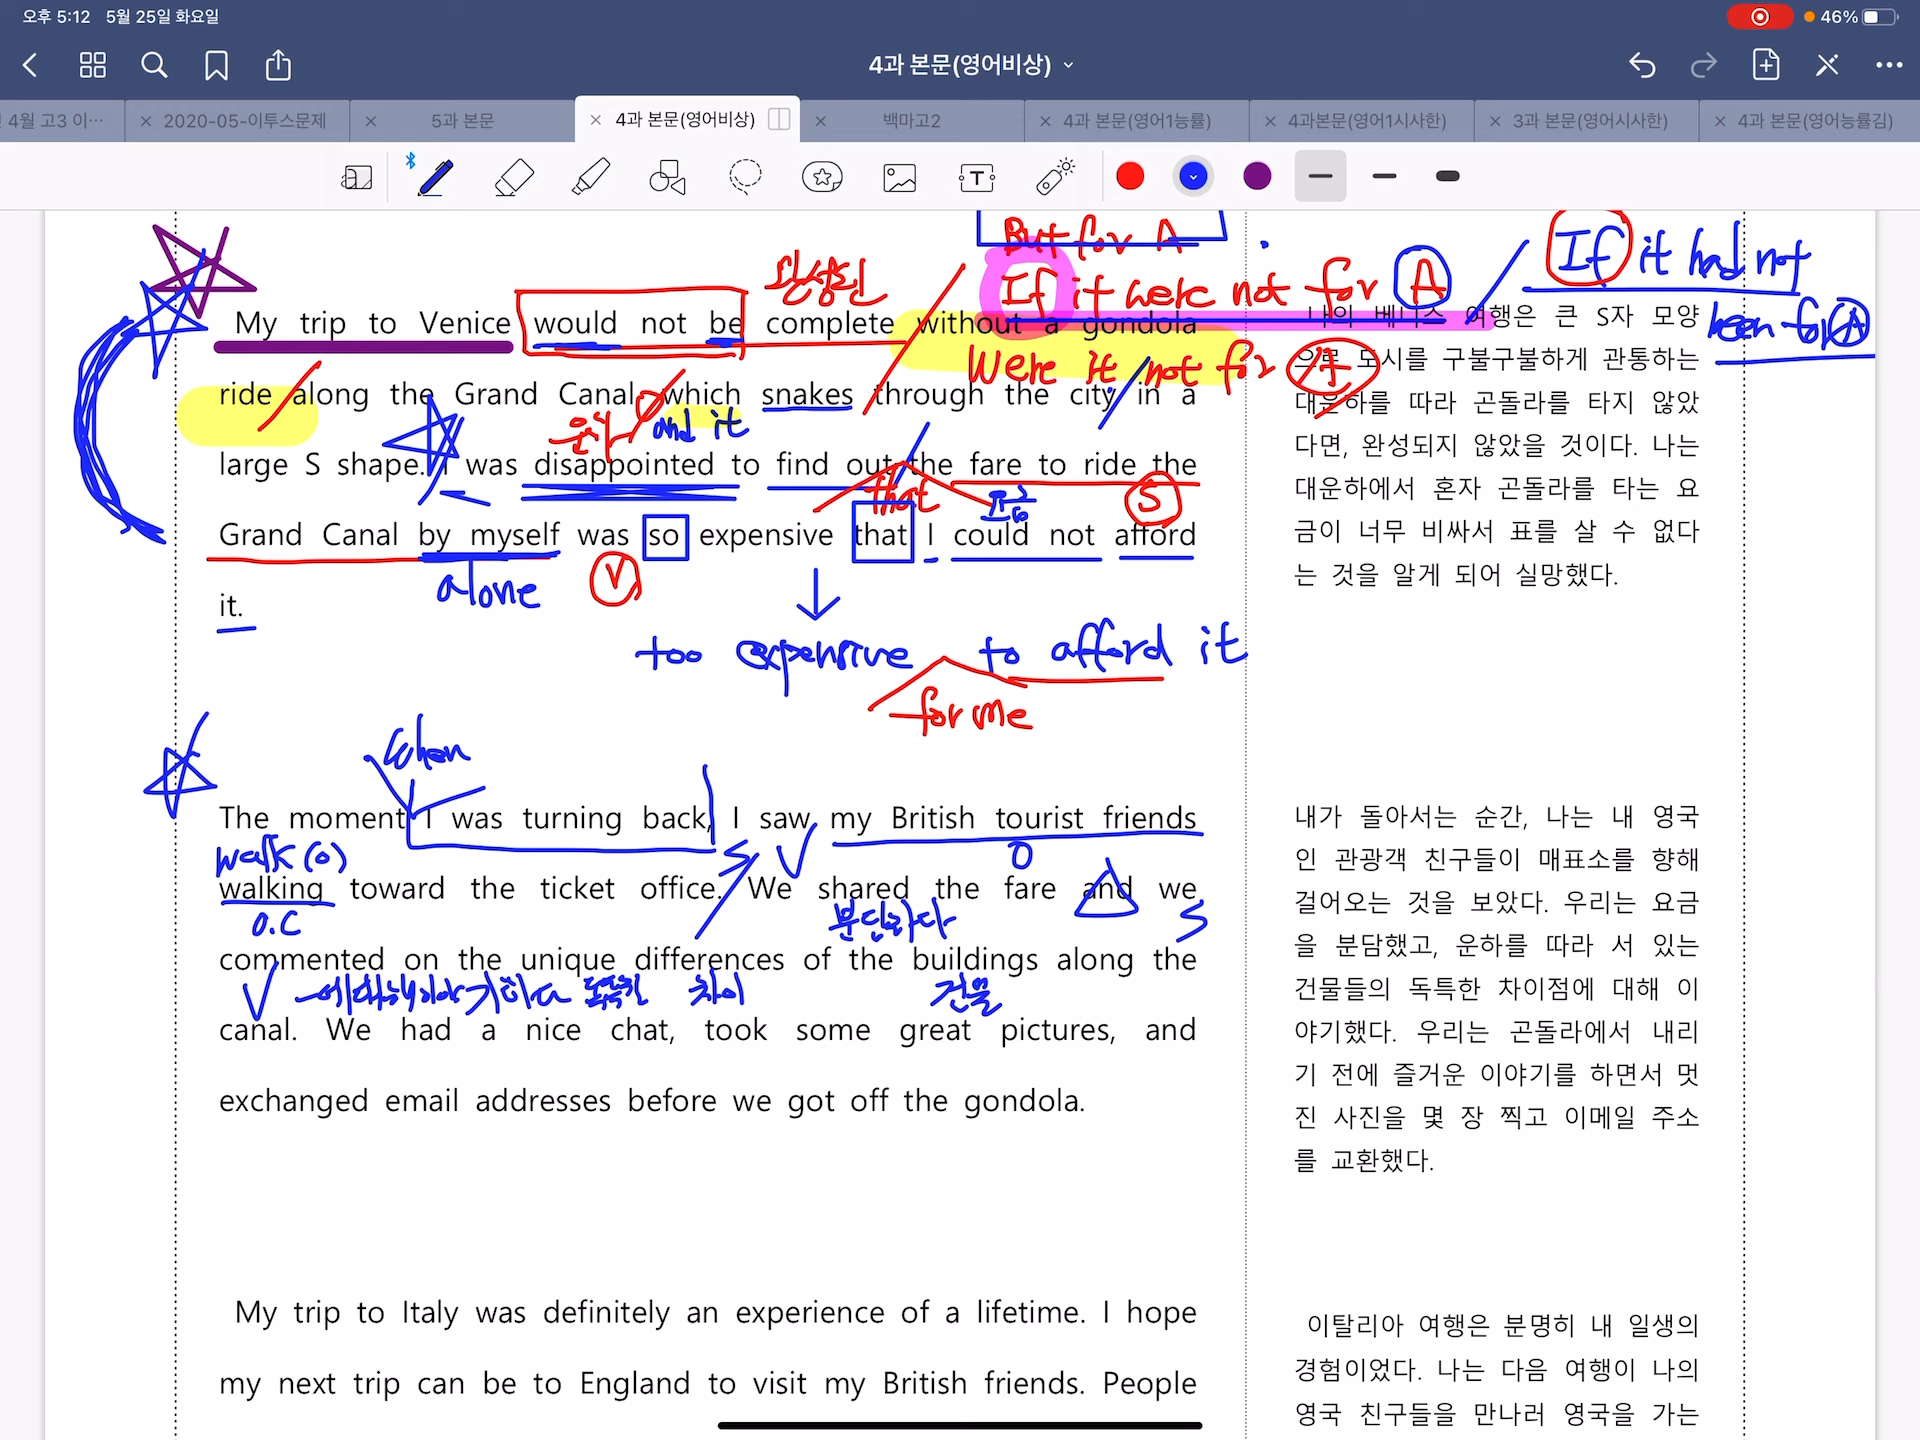 오후 5:12 5월 25일 화요일
46%
4과 본문(영어비상)
4월 고3 이…
2020-05-이투스문제
5과 본문
4과 본문(영어비상)
백마고2
4과 본문(영어1능률)
4과본문(영어1시사한)
3과 본문(영어시사한)
4과 본문(영어능률김)
But for A
If it were not for A
If it had not
been for A
완성된
My trip to Venice would not be complete without a gondola
Were it not for A
ride along the Grand Canal, which snakes through the city in a
and it
large S shape. I was disappointed to find out the fare to ride the
that
S
Grand Canal by myself was so expensive that I could not afford
alone
V
it.
too expensive to afford it
for me
when
The moment I was turning back, I saw my British tourist friends
walk (o)
S V O
walking toward the ticket office. We shared the fare and we
O.C
분담하다
S
commented on the unique differences of the buildings along the
V
독특한 차이
건물
canal. We had a nice chat, took some great pictures, and
exchanged email addresses before we got off the gondola.
My trip to Italy was definitely an experience of a lifetime. I hope
my next trip can be to England to visit my British friends. People
나의 베니스 여행은 큰 S자 모양
으로 도시를 구불구불하게 관통하는
대운하를 따라 곤돌라를 타지 않았
다면, 완성되지 않았을 것이다. 나는
대운하에서 혼자 곤돌라를 타는 요
금이 너무 비싸서 표를 살 수 없다
는 것을 알게 되어 실망했다.
내가 돌아서는 순간, 나는 내 영국
인 관광객 친구들이 매표소를 향해
걸어오는 것을 보았다. 우리는 요금
을 분담했고, 운하를 따라 서 있는
건물들의 독특한 차이점에 대해 이
야기했다. 우리는 곤돌라에서 내리
기 전에 즐거운 이야기를 하면서 멋
진 사진을 몇 장 찍고 이메일 주소
를 교환했다.
이탈리아 여행은 분명히 내 일생의
경험이었다. 나는 다음 여행이 나의
영국 친구들을 만나러 영국을 가는